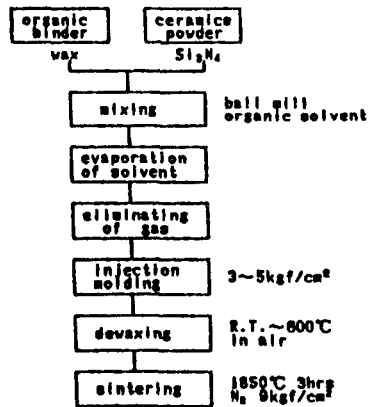 organic
binder
ceramics
powder
wax
Si₃N₄
mixing
ball mill
organic solvent
evaporation
of solvent
eliminating
of gas
injection
molding
3~5kgf/cm²
dewaxing
R.T.~600℃
in air
sintering
1850℃ 3hrs
N₂ 9kgf/cm²